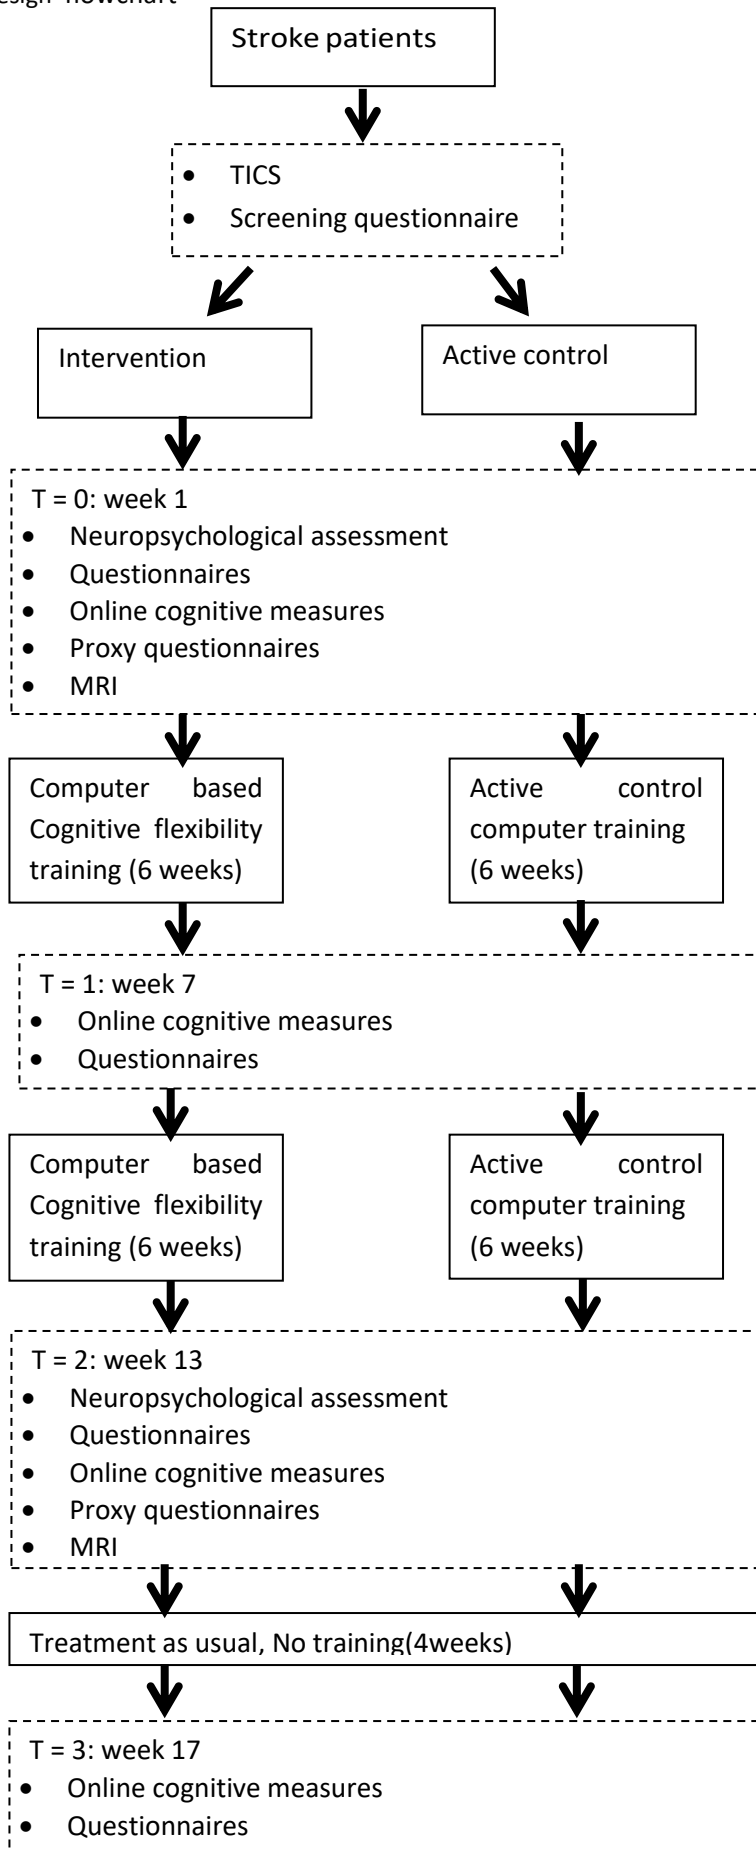 flowchart
Stroke patients
• TICS
• Screening questionnaire
Intervention
Active control
T = 0: week 1
• Neuropsychological assessment
• Questionnaires
• Online cognitive measures
• Proxy questionnaires
• MRI
Computer based
Cognitive flexibility
training (6 weeks)
Active control
computer training
(6 weeks)
T = 1: week 7
• Online cognitive measures
• Questionnaires
Computer based
Cognitive flexibility
training (6 weeks)
Active control
computer training
(6 weeks)
T = 2: week 13
• Neuropsychological assessment
• Questionnaires
• Online cognitive measures
• Proxy questionnaires
• MRI
Treatment as usual, No training(4weeks)
T = 3: week 17
• Online cognitive measures
• Questionnaires